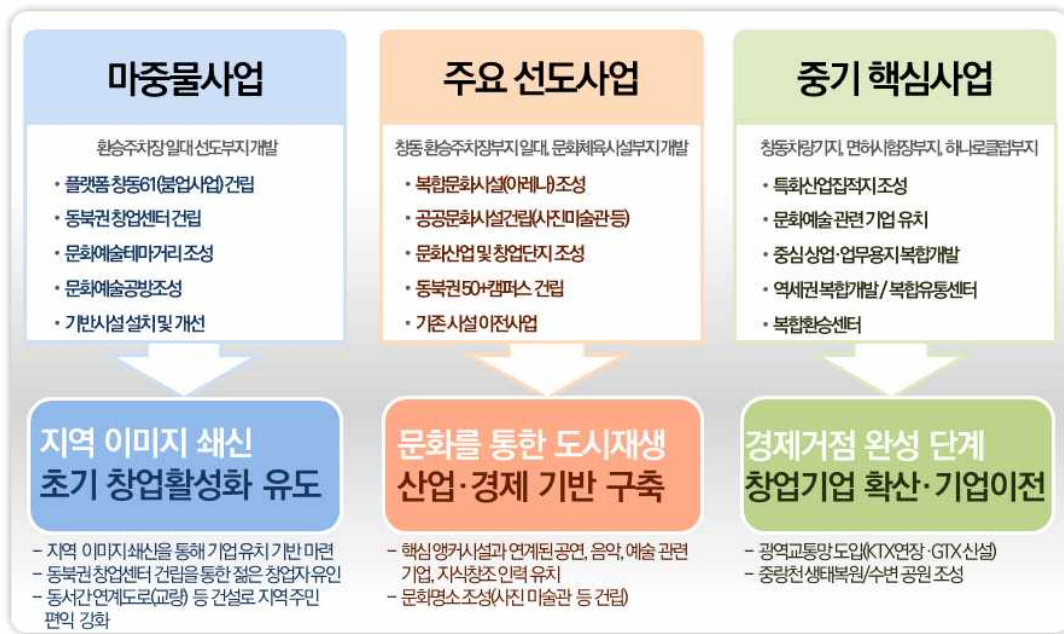 마중물사업
환승주차장 일대 선도부지 개발
• 플랫폼 창동61(붐업사업) 건립
• 동북권 창업센터 건립
• 문화예술테마거리 조성
• 문화예술공방조성
• 기반시설 설치 및 개선
지역 이미지 쇄신
초기 창업활성화 유도
- 지역 이미지 쇄신을 통해 기업 유치 기반 마련
- 동북권 창업센터 건립을 통한 젊은 창업자 유인
- 동서간 연계도로(교량) 등 건설로 지역 주민
편익 강화
주요 선도사업
창동 환승주차장부지 일대, 문화체육시설부지 개발
• 복합문화시설(아레나) 조성
• 공공문화시설건립(사진미술관 등)
• 문화산업 및 창업단지 조성
• 동북권 50+캠퍼스 건립
• 기존 시설 이전사업
문화를 통한 도시재생
산업·경제 기반 구축
- 핵심 앵커시설과 연계된 공연, 음악, 예술 관련
기업, 지식창조 인력 유치
- 문화명소 조성(사진 미술관 등 건립)
중기 핵심사업
창동차량기지, 면허시험장부지, 하나로클럽부지
• 특화산업집적지 조성
• 문화예술 관련 기업 유치
• 중심 상업·업무용지 복합개발
• 역세권 복합개발 / 복합유통센터
• 복합환승센터
경제거점 완성 단계
창업기업 확산·기업이전
- 광역교통망 도입(KTX연장·GTX 신설)
- 중랑천 생태복원/수변 공원 조성